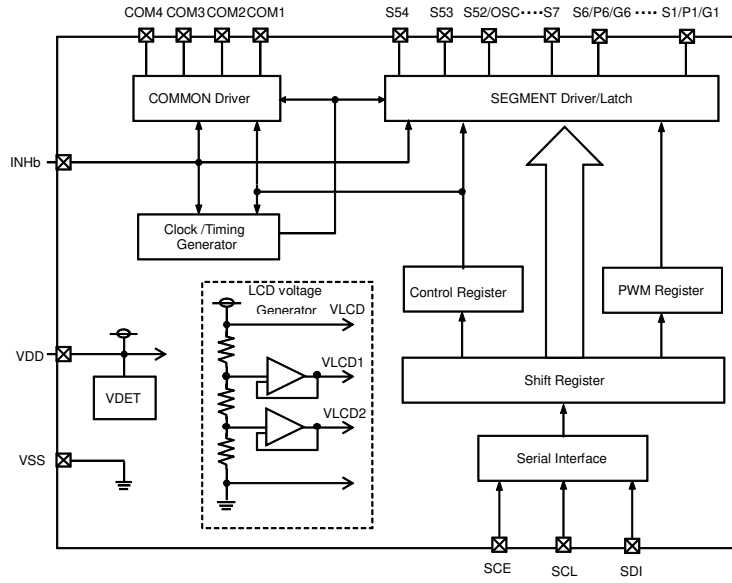 COM4 COM3 COM2 COM1 S54 S53 S52/OSC S7 S6/P6/G6 S1/P1/G1
COMMON Driver
SEGMENT Driver/Latch
INHb
Clock /Timing
Generator
Control Register
PWM Register
LCD voltage
Generator
VLCD
VDD
VLCD1
VDET
Shift Register
VLCD2
VSS
Serial Interface
SCE SCL SDI